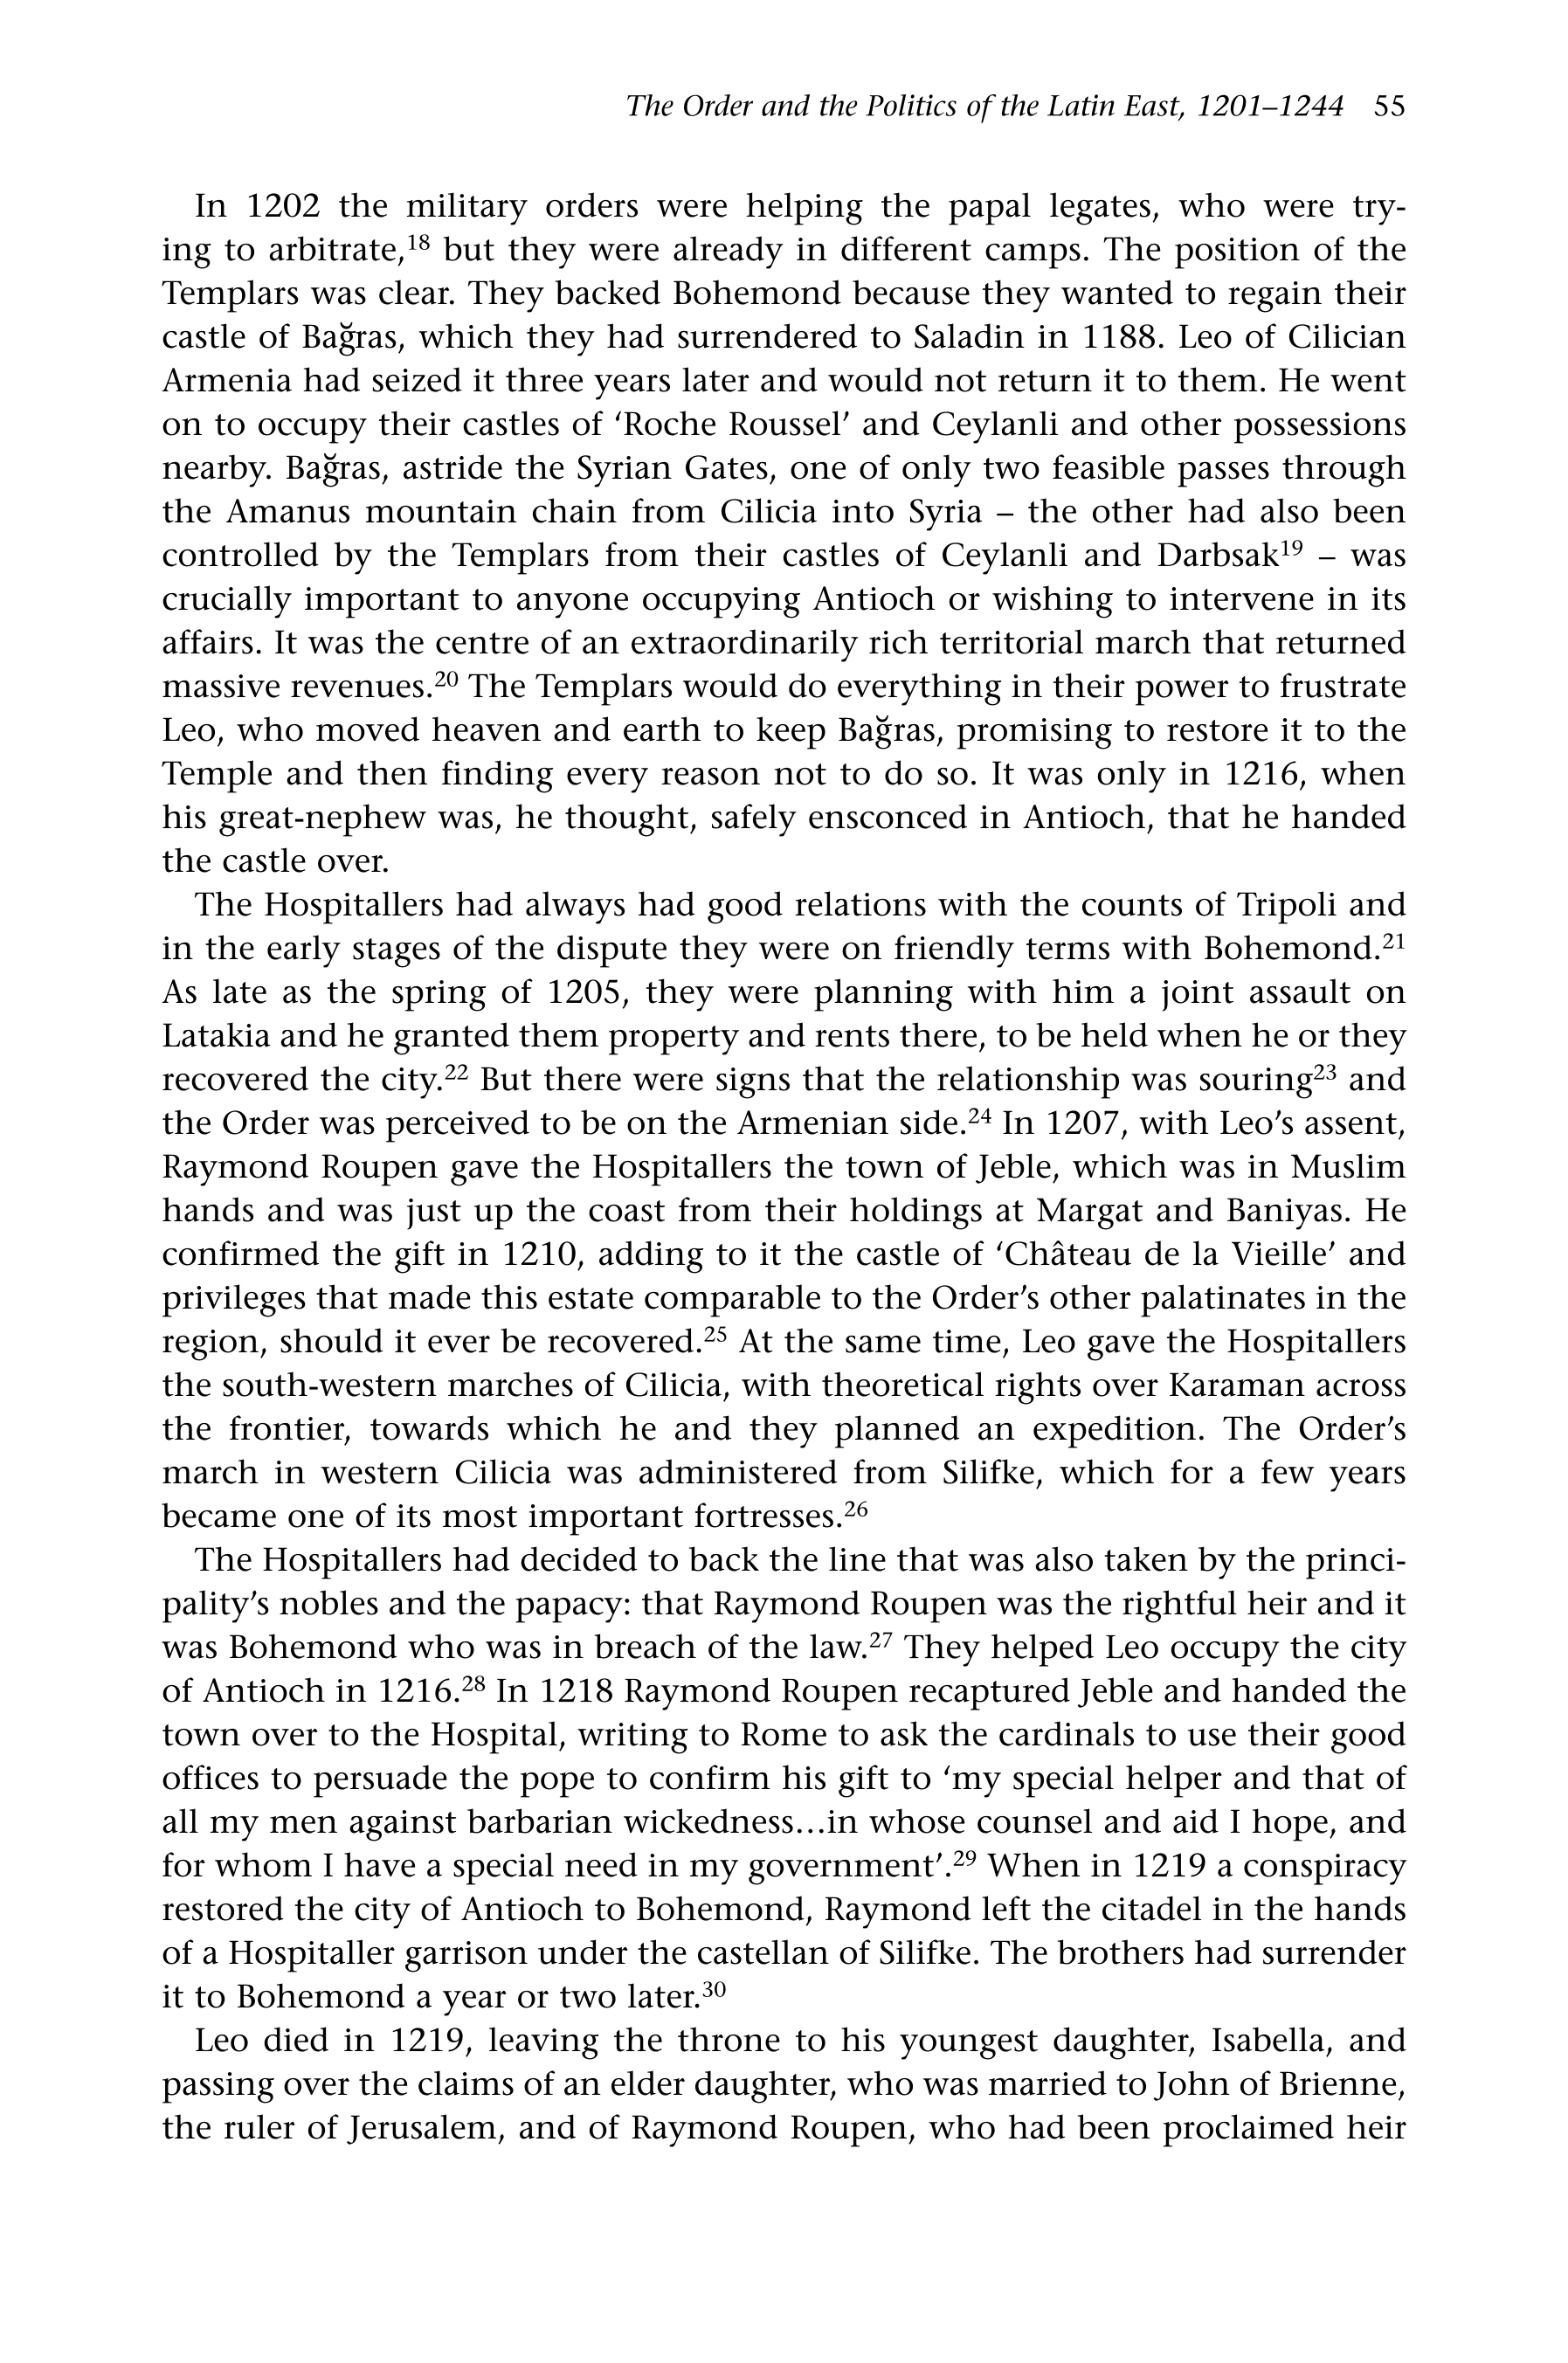 The Order and the Politics of the Latin East, 1201–1244 55
In 1202 the military orders were helping the papal legates, who were try-
ing to arbitrate,18 but they were already in different camps. The position of the
Templars was clear. They backed Bohemond because they wanted to regain their
castle of Bağras, which they had surrendered to Saladin in 1188. Leo of Cilician
Armenia had seized it three years later and would not return it to them. He went
on to occupy their castles of ‘Roche Roussel’ and Ceylanli and other possessions
nearby. Bağras, astride the Syrian Gates, one of only two feasible passes through
the Amanus mountain chain from Cilicia into Syria – the other had also been
controlled by the Templars from their castles of Ceylanli and Darbsak19 – was
crucially important to anyone occupying Antioch or wishing to intervene in its
affairs. It was the centre of an extraordinarily rich territorial march that returned
massive revenues.20 The Templars would do everything in their power to frustrate
Leo, who moved heaven and earth to keep Bağras, promising to restore it to the
Temple and then finding every reason not to do so. It was only in 1216, when
his great-nephew was, he thought, safely ensconced in Antioch, that he handed
the castle over.
The Hospitallers had always had good relations with the counts of Tripoli and
in the early stages of the dispute they were on friendly terms with Bohemond.21
As late as the spring of 1205, they were planning with him a joint assault on
Latakia and he granted them property and rents there, to be held when he or they
recovered the city.22 But there were signs that the relationship was souring23 and
the Order was perceived to be on the Armenian side.24 In 1207, with Leo’s assent,
Raymond Roupen gave the Hospitallers the town of Jeble, which was in Muslim
hands and was just up the coast from their holdings at Margat and Baniyas. He
confirmed the gift in 1210, adding to it the castle of ‘Château de la Vieille’ and
privileges that made this estate comparable to the Order’s other palatinates in the
region, should it ever be recovered.25 At the same time, Leo gave the Hospitallers
the south-western marches of Cilicia, with theoretical rights over Karaman across
the frontier, towards which he and they planned an expedition. The Order’s
march in western Cilicia was administered from Silifke, which for a few years
became one of its most important fortresses.26
The Hospitallers had decided to back the line that was also taken by the princi-
pality’s nobles and the papacy: that Raymond Roupen was the rightful heir and it
was Bohemond who was in breach of the law.27 They helped Leo occupy the city
of Antioch in 1216.28 In 1218 Raymond Roupen recaptured Jeble and handed the
town over to the Hospital, writing to Rome to ask the cardinals to use their good
offices to persuade the pope to confirm his gift to ‘my special helper and that of
all my men against barbarian wickedness…in whose counsel and aid I hope, and
for whom I have a special need in my government’.29 When in 1219 a conspiracy
restored the city of Antioch to Bohemond, Raymond left the citadel in the hands
of a Hospitaller garrison under the castellan of Silifke. The brothers had surrender
it to Bohemond a year or two later.30
Leo died in 1219, leaving the throne to his youngest daughter, Isabella, and
passing over the claims of an elder daughter, who was married to John of Brienne,
the ruler of Jerusalem, and of Raymond Roupen, who had been proclaimed heir